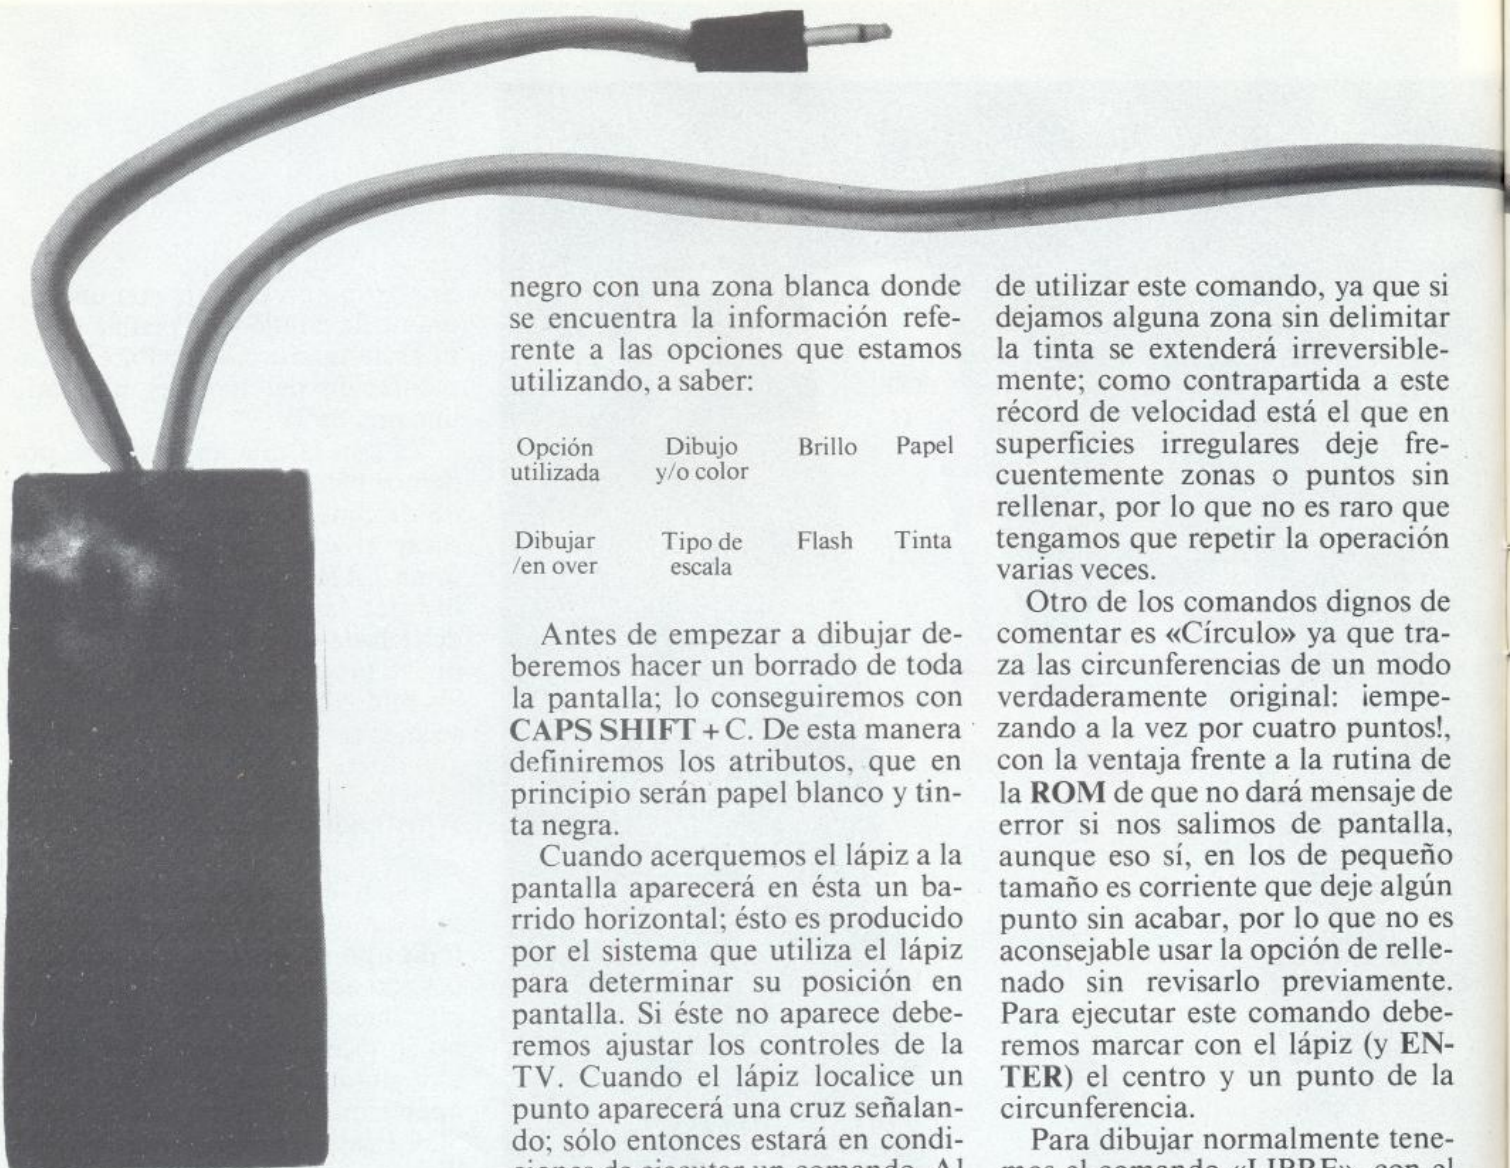 negro con una zona blanca donde
se encuentra la información refe-
rente a las opciones que estamos
utilizando, a saber:
Opción Dibujo Brillo Papel
utilizada y/o color
Dibujar Tipo de Flash Tinta
/en over escala
Antes de empezar a dibujar de-
beremos hacer un borrado de toda
la pantalla; lo conseguiremos con
CAPS SHIFT + C. De esta manera
definiremos los atributos, que en
principio serán papel blanco y tin-
ta negra.
Cuando acerquemos el lápiz a la
pantalla aparecerá en ésta un ba-
rrido horizontal; ésto es producido
por el sistema que utiliza el lápiz
para determinar su posición en
pantalla. Si éste no aparece debe-
remos ajustar los controles de la
TV. Cuando el lápiz localice un
punto aparecerá una cruz señalan-
do; sólo entonces estará en condi-
ciones de ejecutar un comando. Al
de utilizar este comando, ya que si
dejamos alguna zona sin delimitar
la tinta se extenderá irreversible-
mente; como contrapartida a este
récord de velocidad está el que en
superficies irregulares deje fre-
cuentemente zonas o puntos sin
rellenar, por lo que no es raro que
tengamos que repetir la operación
varias veces.
Otro de los comandos dignos de
comentar es «Círculo» ya que tra-
za las circunferencias de un modo
verdaderamente original: ¡empe-
zando a la vez por cuatro puntos!,
con la ventaja frente a la rutina de
la ROM de que no dará mensaje de
error si nos salimos de pantalla,
aunque eso sí, en los de pequeño
tamaño es corriente que deje algún
punto sin acabar, por lo que no es
aconsejable usar la opción de relle-
nado sin revisarlo previamente.
Para ejecutar este comando debe-
remos marcar con el lápiz (y EN-
TER) el centro y un punto de la
circunferencia.
Para dibujar normalmente tene-
mos el comando «LIBRE», con el